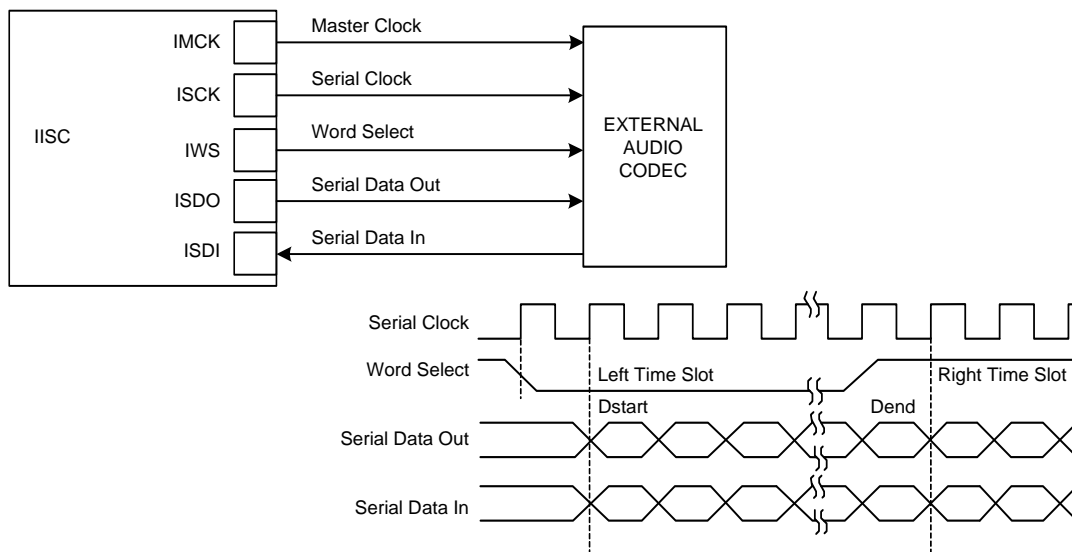 IMCK
Master Clock
ISCK
Serial Clock
IISC
IWS
Word Select
EXTERNAL
AUDIO
CODEC
ISDO
Serial Data Out
ISDI
Serial Data In
Serial Clock
Word Select
Left Time Slot
Right Time Slot
Dstart
Dend
Serial Data Out
Serial Data In